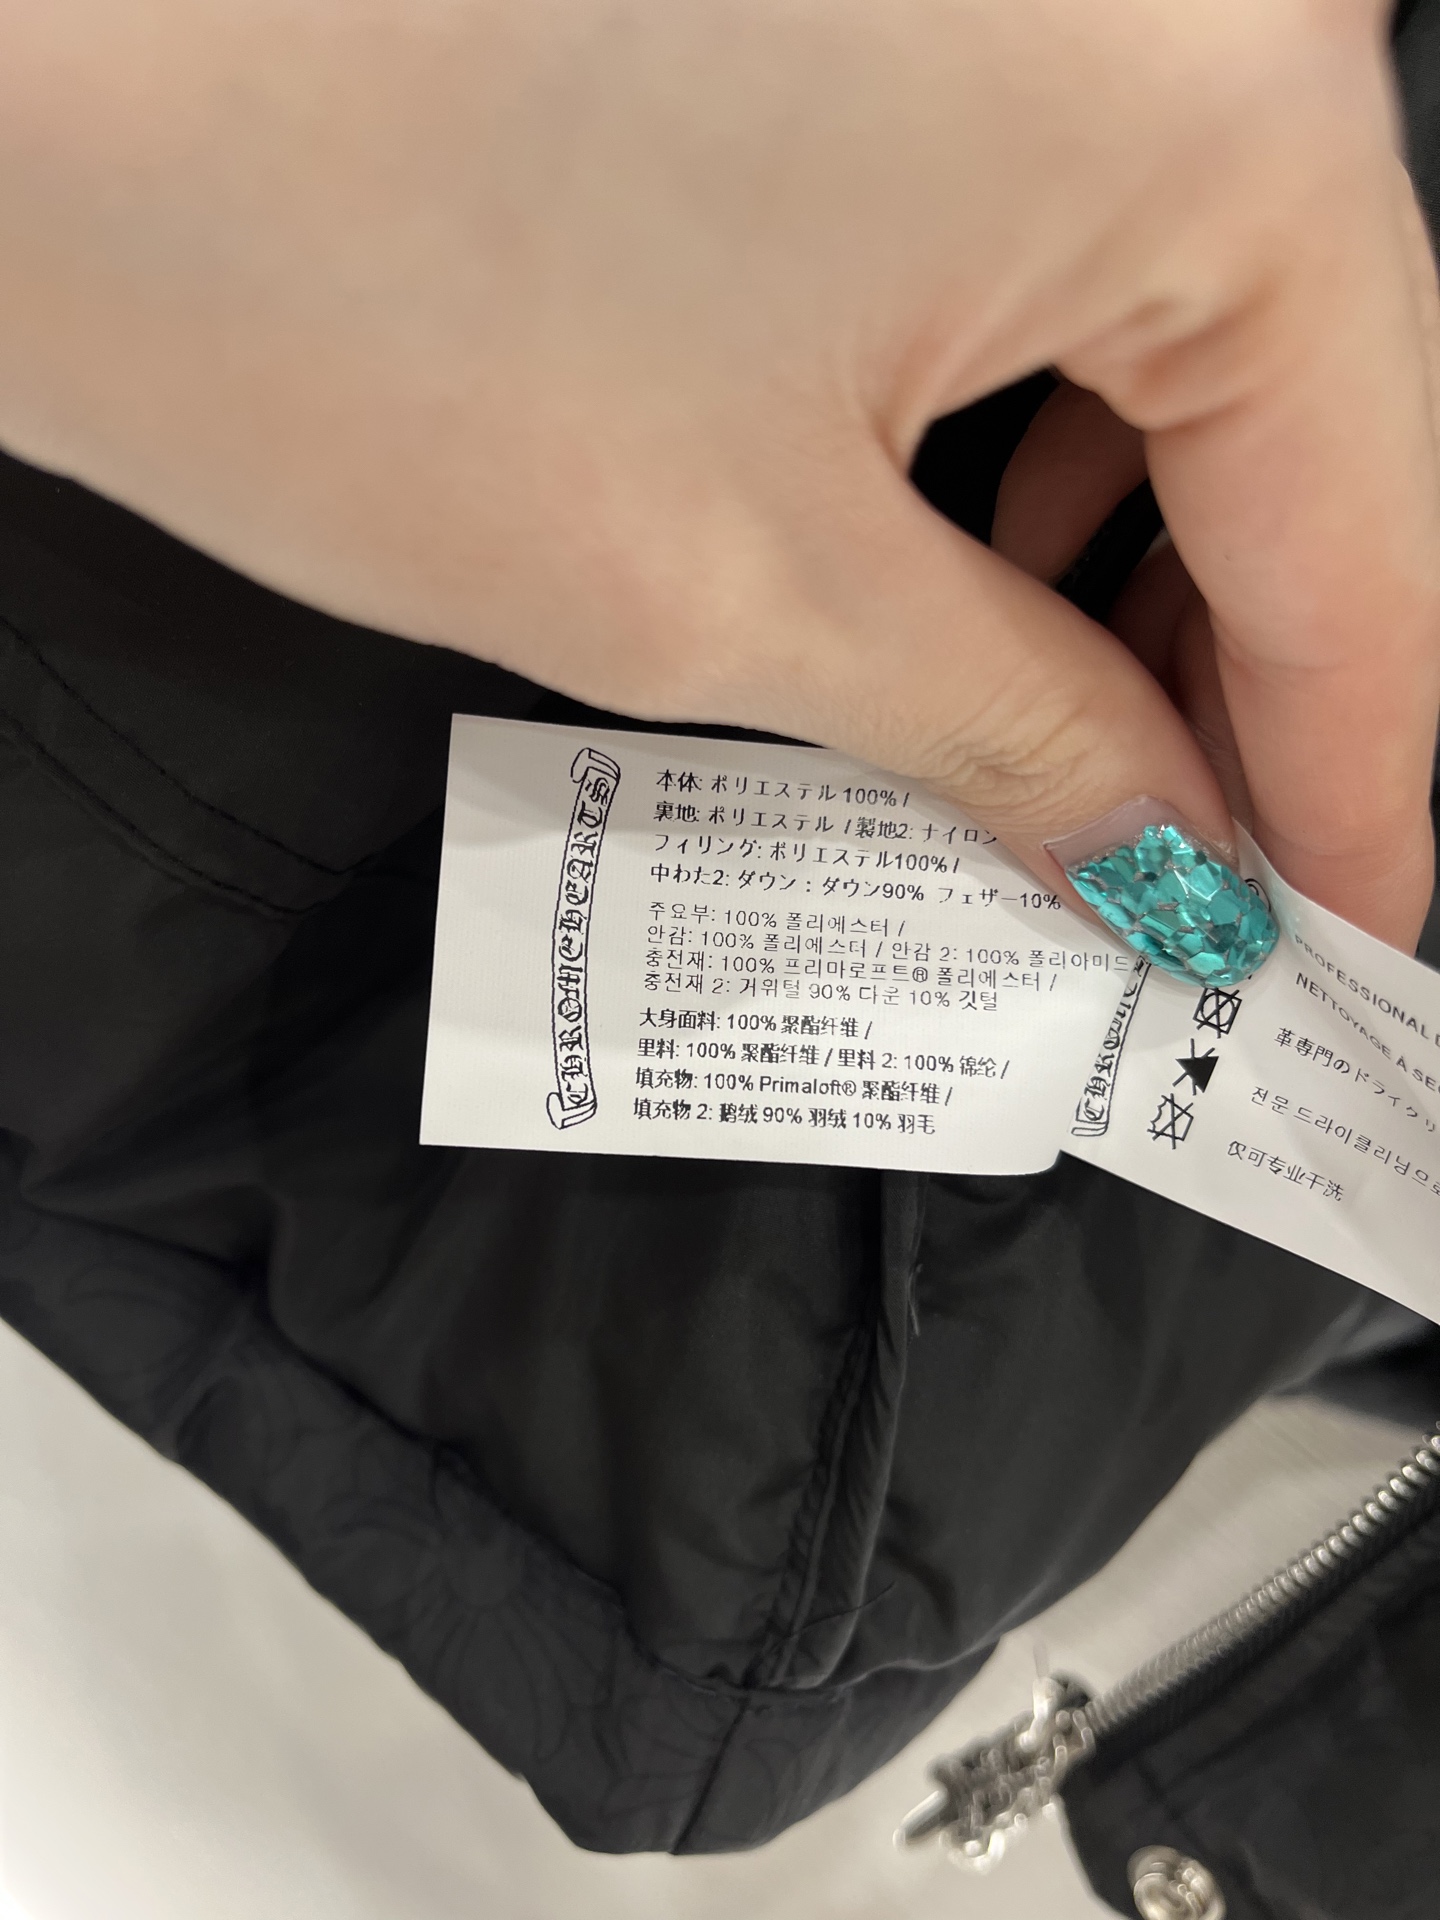 CHROME HEARTS
本体: ポリエステル 100% /
裏地: ポリエステル / 製地2: ナイロン
フィリング: ポリエステル100% /
中わた2: ダウン : ダウン90% フェザー10%
주요부: 100% 폴리에스터 /
안감: 100% 폴리에스터 / 안감 2: 100% 폴리아미드
충전재: 100% 프리마로프트® 폴리에스터 /
충전재 2: 거위털 90% 다운 10% 깃털
大身面料: 100% 聚酯纤维 /
里料: 100% 聚酯纤维 / 里料 2: 100% 锦纶 /
填充物: 100% Primaloft® 聚酯纤维 /
填充物 2: 鹅绒 90% 羽绒 10% 羽毛
PROFESSIONAL
NETTOYAGE À
革専門のドライクリ
전문 드라이클리닝으로
仅可专业干洗